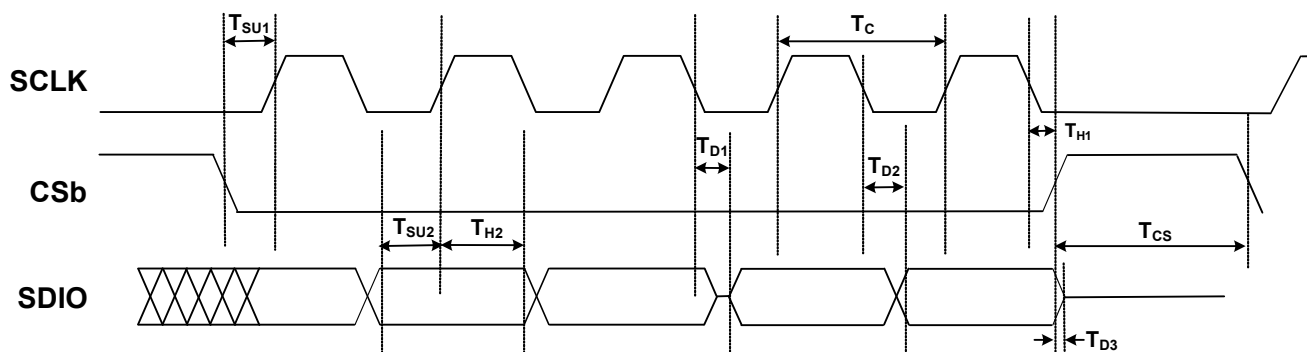 TSU1
TC
SCLK
TH1
TD1
TD2
CSb
TSU2
TH2
TCS
SDIO
TD3